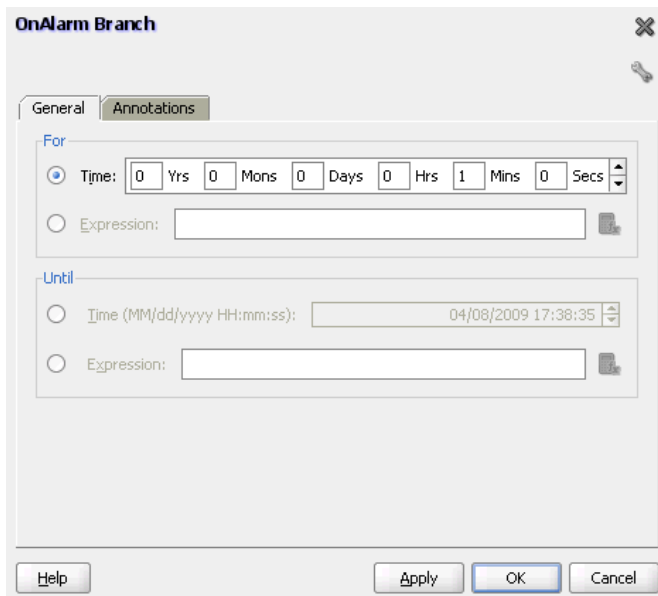 OnAlarm Branch
General Annotations
For
Time: 0 Yrs 0 Mons 0 Days 0 Hrs 1 Mins 0 Secs
Expression:
Until
Time (MM/dd/yyyy HH:mm:ss): 04/08/2009 17:38:35
Expression:
Help Apply OK Cancel